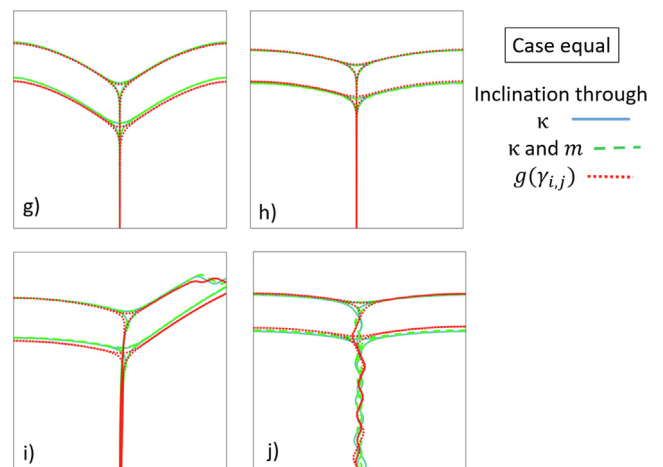 Case equal
Inclination through
κ
κ and m
g(γi,j)
g)
h)
i)
j)